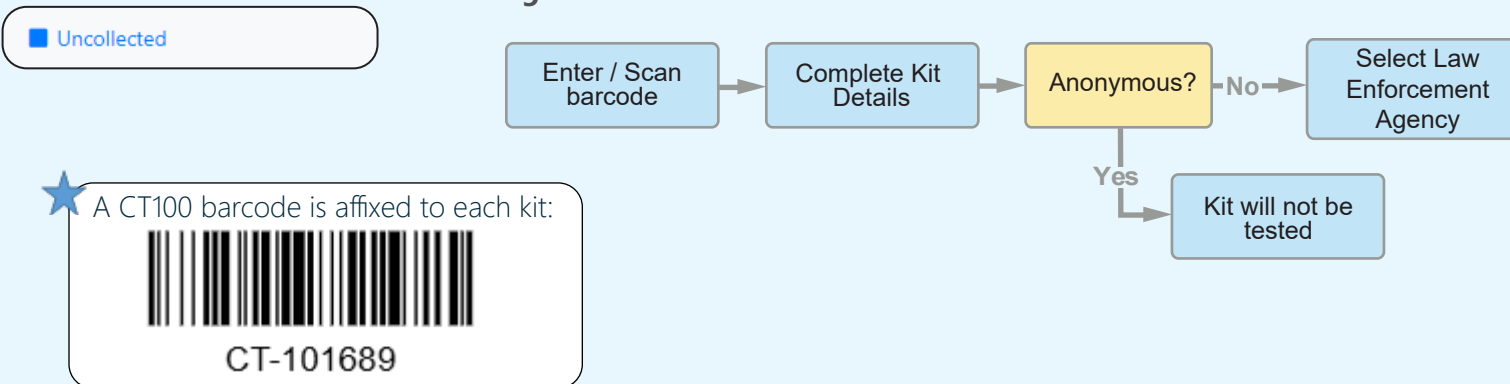 Uncollected
Enter / Scan
barcode
Complete Kit
Details
Anonymous?
No
Select Law
Enforcement
Agency
Yes
Kit will not be
tested
A CT100 barcode is affixed to each kit:
CT-101689